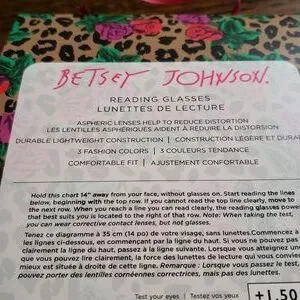 BETSEY JOHNSON.
READING GLASSES
LUNETTES DE LECTURE
ASPHERIC LENSES HELP TO REDUCE DISTORTION
LES LENTILLES ASPHÉRIQUES AIDENT À RÉDUIRE LA DISTORSION
DURABLE LIGHTWEIGHT CONSTRUCTION | CONSTRUCTION LÉGÈRE ET DURA
3 FASHION COLORS | 3 COULEURS TENDANCE
COMFORTABLE FIT | AJUSTEMENT CONFORTABLE
Hold this chart 14" away from your face, without glasses on. Start reading the lines
below, beginning with the top line. If you cannot read the top line clearly, move to
the next row. When you reach a line you can read clearly, the reading glasses power
that best suits you is located to the right of that row. Note: When taking the test,
you can wear corrective contact lenses, but not glasses.
Tenez ce diagramme à 35 cm (14 po) de votre visage, sans lunettes. Commencez à
les lignes ci-dessous, en commençant par la ligne du haut. Si vous ne pouvez pas
clairement la ligne du haut, passez à la ligne suivante. Lorsque vous atteignez une
que vous pouvez lire clairement, la force des lunettes de lecture qui vous convien
mieux est située à droite de cette ligne. Remarque : Lorsque vous passez le test,
pouvez porter des lentilles cornéennes correctrices, mais pas des lunettes.
Test your eyes | Testez vos yeux
+1.50